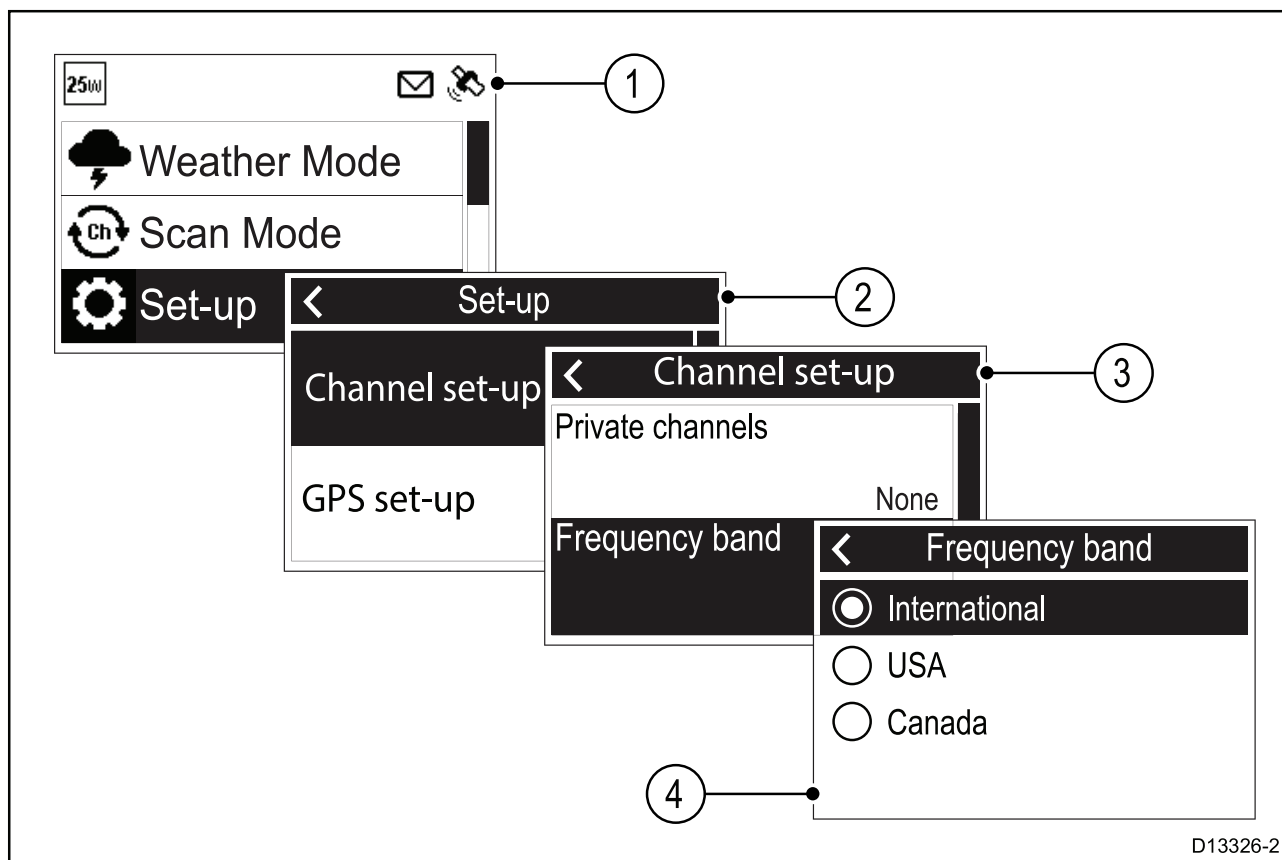 25W
1
Weather Mode
Ch
Scan Mode
Set-up
Set-up
2
Channel set-up
GPS set-up
Channel set-up
3
Private channels
None
Frequency band
Frequency band
International
USA
Canada
4
D13326-2